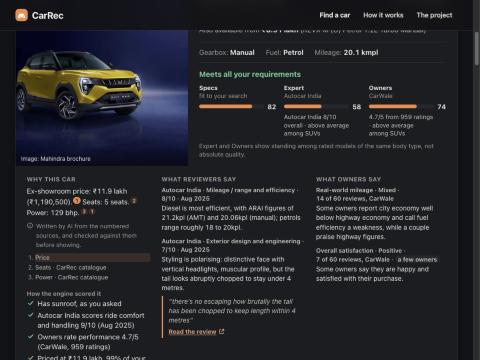 CarRec
Find a car
How it works
The project
Gearbox: Manual Fuel: Petrol Mileage: 20.1 kmpl
Meets all your requirements
Specs
fit to your search
82
Expert
Autocar India
58
Autocar India 8/10
overall · above average
among SUVs
Owners
CarWale
74
4.7/5 from 959 ratings
· above average
among SUVs
Expert and Owners show standing among rated models of the same body type, not
absolute quality.
Image: Mahindra brochure
WHY THIS CAR
Ex-showroom price: ₹11.9 lakh
(₹1,190,500). 1 Seats: 5 seats. 2
Power: 129 bhp. 3 1
Written by AI from the numbered
sources, and checked against them
before showing.
1. Price
2. Seats · CarRec catalogue
3. Power · CarRec catalogue
How the engine scored it
Has sunroof, as you asked
Autocar India scores ride comfort
and handling 9/10 (Aug 2025)
Owners rate performance 4.7/5
(CarWale, 959 ratings)
Priced at ₹11.9 lakh, 99% of your
WHAT REVIEWERS SAY
Autocar India · Mileage / range and efficiency ·
8/10 · Aug 2025
Diesel is most efficient, with ARAI figures of
21.2kpl (AMT) and 20.06kpl (manual); petrols
range roughly 18 to 20kpl.
Autocar India · Exterior design and engineering ·
7/10 · Aug 2025
Styling is polarising: distinctive face with
vertical headlights, muscular profile, but the
tail looks abruptly chopped to stay under 4
metres.
"there's no escaping how brutally the tail
has been chopped to keep length within 4
metres"
Read the review
WHAT OWNERS SAY
Real-world mileage · Mixed ·
14 of 60 reviews, CarWale
Some owners report city economy well
below highway economy and call fuel
efficiency a weakness, while a couple
praise highway figures.
Overall satisfaction · Positive ·
7 of 60 reviews, CarWale · a few owners
Some owners say they are happy and
satisfied with their purchase.